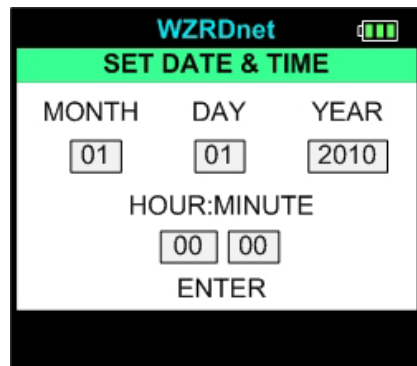 WZRDnet
SET DATE & TIME
MONTH DAY YEAR
01 01 2010
HOUR:MINUTE
00 00
ENTER